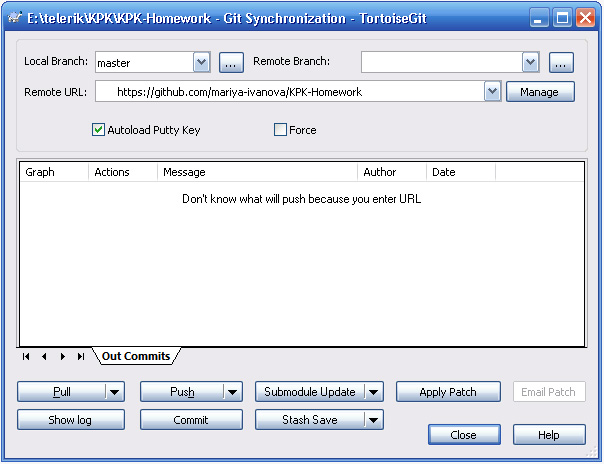 E:\telerik\KPK\KPK-Homework - Git Synchronization - TortoiseGit
Local Branch: master ... Remote Branch: ...
Remote URL: https://github.com/mariya-ivanova/KPK-Homework Manage
Autoload Putty Key Force
Graph Actions Message Author Date
Don't know what will push because you enter URL
Out Commits
Pull Push Submodule Update Apply Patch Email Patch
Show log Commit Stash Save
Close Help